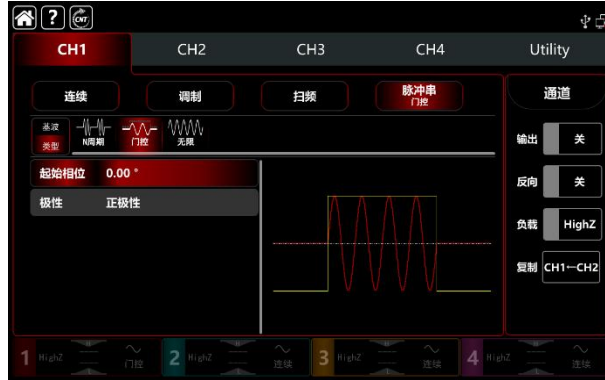 ? CNT
CH1 CH2 CH3 CH4 Utility
连续 调制 扫频 脉冲串 通道
门控
基波
类型 N周期 门控 无限
输出 关
起始相位 0.00 °
反向 关
极性 正极性
负载 HighZ
复制 CH1←CH2
1 HighZ 门控 2 HighZ 连续 3 HighZ 连续 4 HighZ 连续